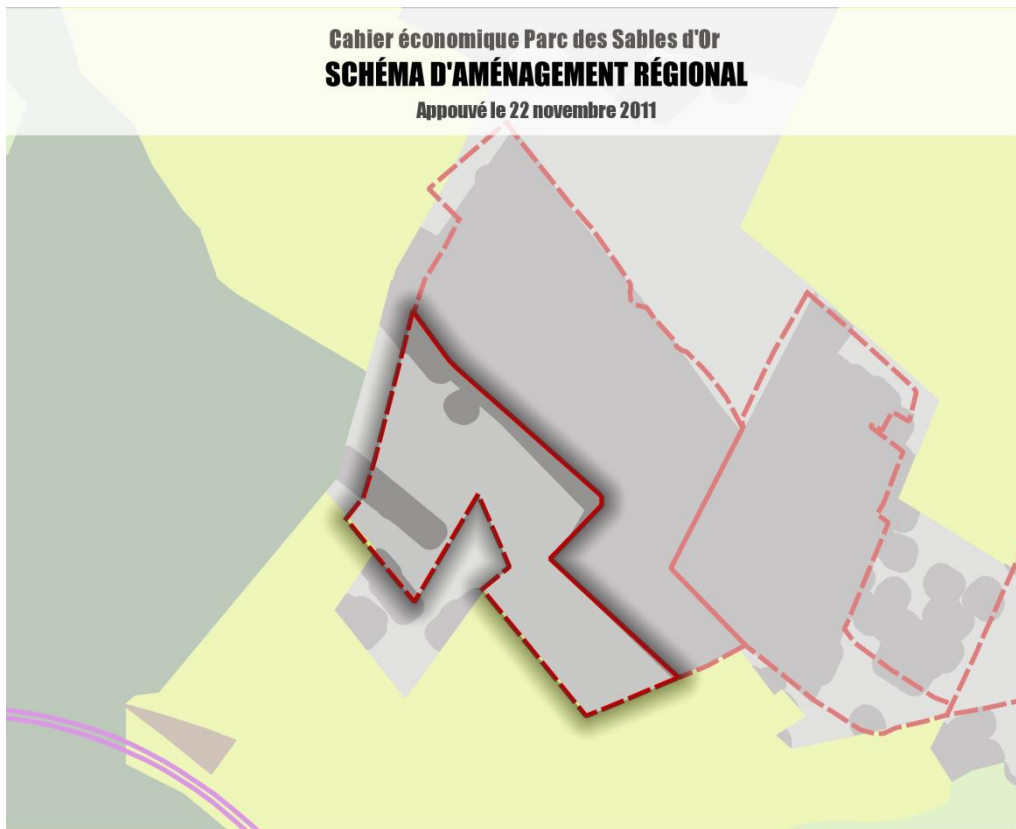 Cahier économique Parc des Sables d'Or
SCHÉMA D'AMÉNAGEMENT RÉGIONAL
Appouvé le 22 novembre 2011